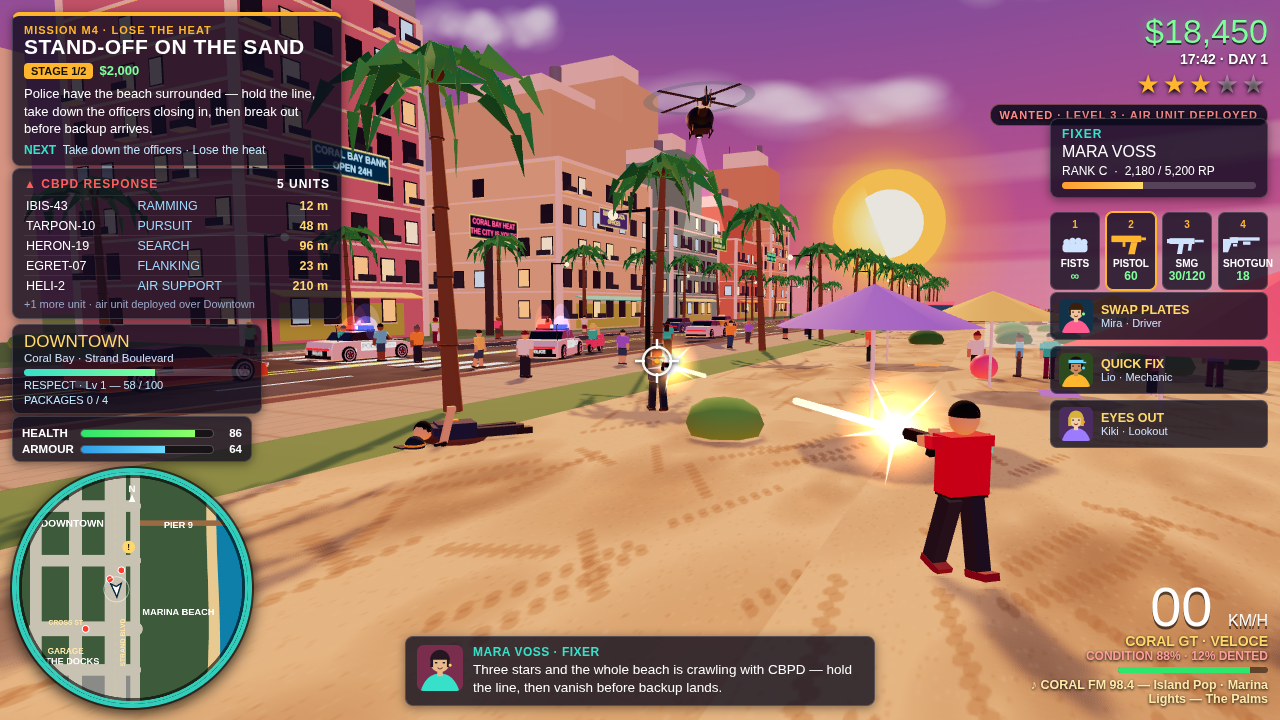 MISSION M4 · LOSE THE HEAT
STAND-OFF ON THE SAND
STAGE 1/2 $2,000
Police have the beach surrounded — hold the line,
take down the officers closing in, then break out
before backup arrives.
NEXT Take down the officers · Lose the heat
▲ CBPD RESPONSE 5 UNITS
IBIS-43 RAMMING 12 m
TARPON-10 PURSUIT 48 m
HERON-19 SEARCH 96 m
EGRET-07 FLANKING 23 m
HELI-2 AIR SUPPORT 210 m
+1 more unit · air unit deployed over Downtown
DOWNTOWN
Coral Bay · Strand Boulevard
RESPECT · Lv 1 — 58 / 100
PACKAGES 0 / 4
HEALTH 86
ARMOUR 64
N
DOWNTOWN
PIER 9
!
MARINA BEACH
CROSS ST
STRAND BLVD
GARAGE
THE DOCKS
CORAL BAY BANK
OPEN 24H
CORAL BAY HEAT
$18,450
17:42 · DAY 1
WANTED · LEVEL 3 · AIR UNIT DEPLOYED
FIXER
MARA VOSS
RANK C · 2,180 / 5,200 RP
1 2 3 4
FISTS PISTOL SMG SHOTGUN
∞ 60 30/120 18
SWAP PLATES
Mira · Driver
QUICK FIX
Lio · Mechanic
EYES OUT
Kiki · Lookout
MARA VOSS · FIXER
Three stars and the whole beach is crawling with CBPD — hold
the line, then vanish before backup lands.
00 KM/H
CORAL GT · VELOCE
CONDITION 88% · 12% DENTED
♪ CORAL FM 98.4 — Island Pop · Marina
Lights — The Palms